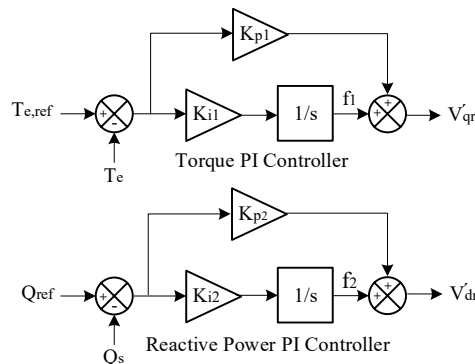 Kp1
Te,ref + - Ki1 1/s f1 + + V′qr
Te
Torque PI Controller
Kp2
Qref + - Ki2 1/s f2 + + V′dr
Qs
Reactive Power PI Controller